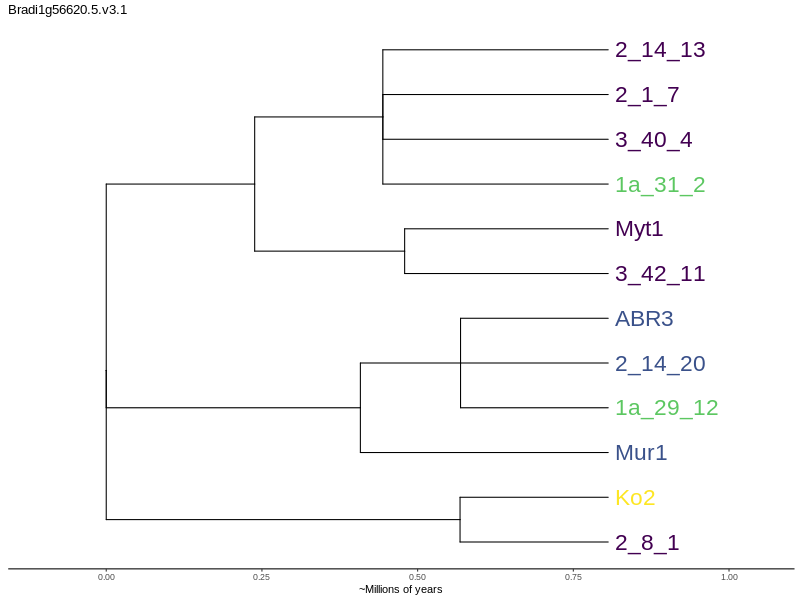 Bradi1g56620.5.v3.1
2_14_13
2_1_7
3_40_4
1a_31_2
Myt1
3_42_11
ABR3
2_14_20
1a_29_12
Mur1
Ko2
2_8_1
0.00 0.25 0.50 0.75 1.00
~Millions of years